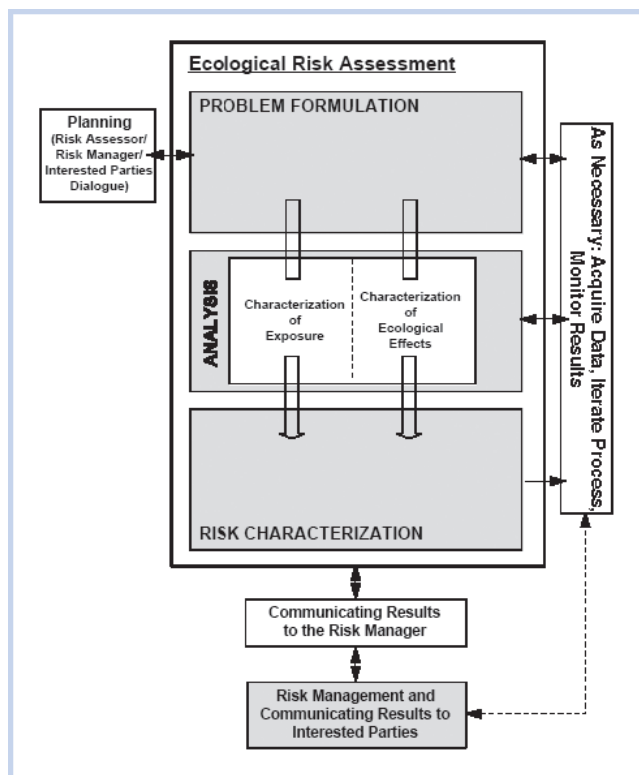 Ecological Risk Assessment
PROBLEM FORMULATION
Planning
(Risk Assessor/
Risk Manager/
Interested Parties
Dialogue)
As Necessary: Acquire Data, Iterate Process,
Monitor Results
ANALYSIS
Characterization
of
Exposure
Characterization
of
Ecological
Effects
RISK CHARACTERIZATION
Communicating Results
to the Risk Manager
Risk Management and
Communicating Results to
Interested Parties